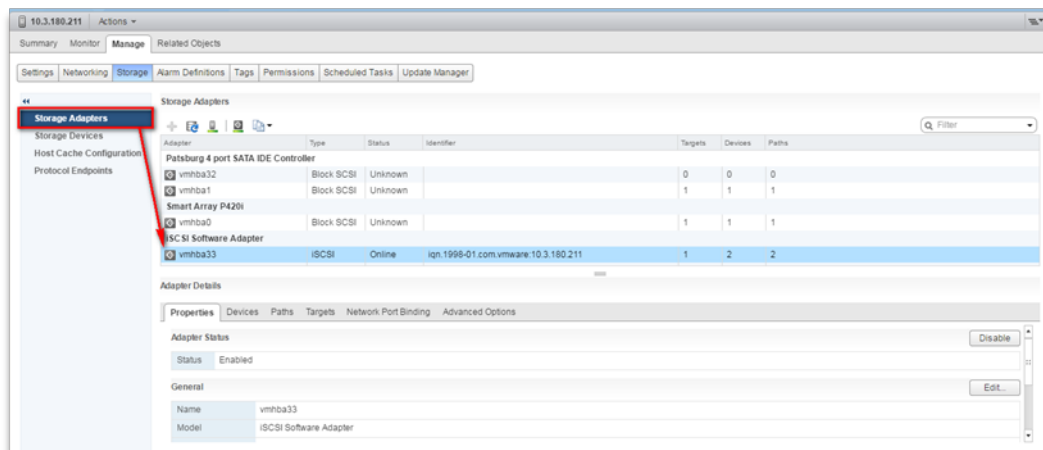 10.3.180.211 Actions
Summary Monitor Manage Related Objects
Settings Networking Storage Alarm Definitions Tags Permissions Scheduled Tasks Update Manager
Storage Adapters
Storage Devices
Host Cache Configuration
Protocol Endpoints
Storage Adapters
Filter
Adapter Type Status Identifier Targets Devices Paths
Patsburg 4 port SATA IDE Controller
vmhba32 Block SCSI Unknown 0 0 0
vmhba1 Block SCSI Unknown 1 1 1
Smart Array P420i
vmhba0 Block SCSI Unknown 1 1 1
iSCSI Software Adapter
vmhba33 iSCSI Online iqn.1998-01.com.vmware:10.3.180.211 1 2 2
Adapter Details
Properties Devices Paths Targets Network Port Binding Advanced Options
Adapter Status Disable
Status Enabled
General Edit...
Name vmhba33
Model iSCSI Software Adapter